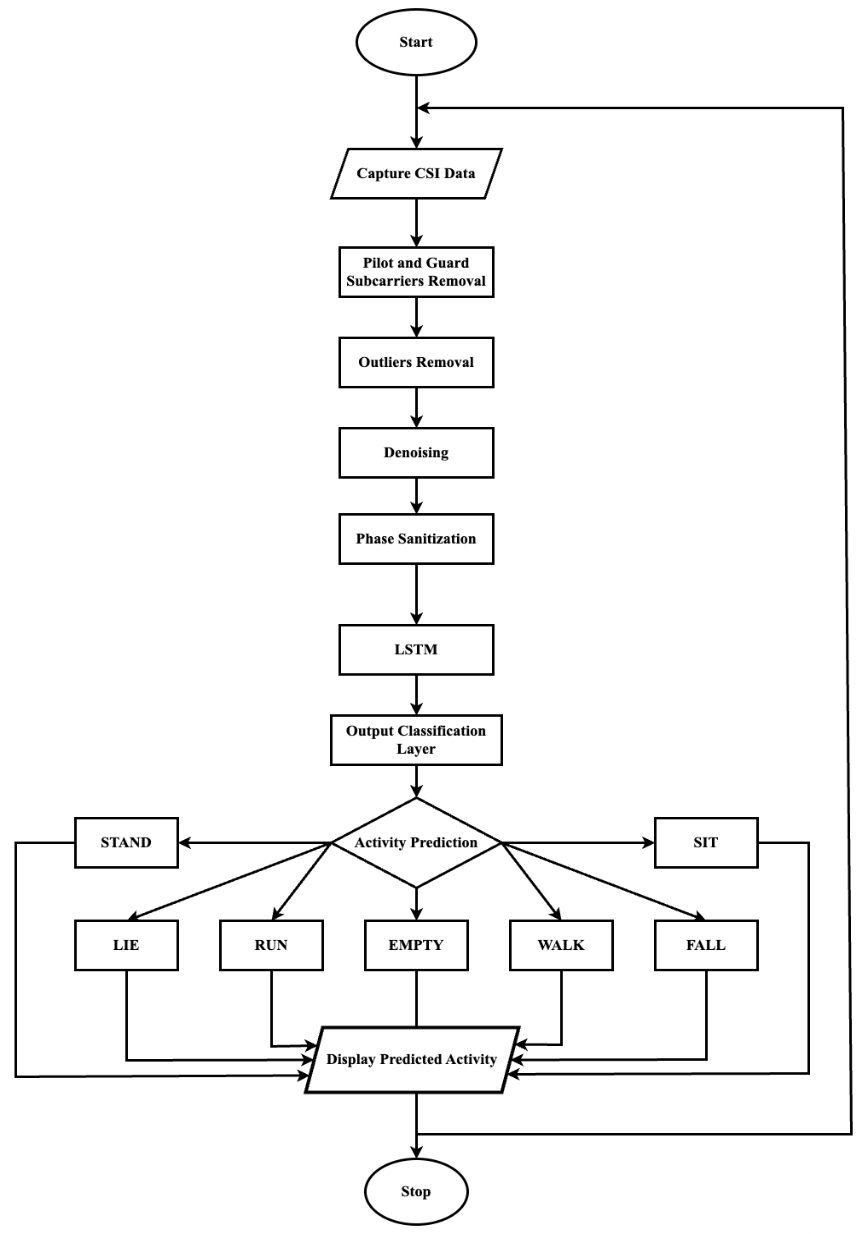 Start
Capture CSI Data
Pilot and Guard
Subcarriers Removal
Outliers Removal
Denoising
Phase Sanitization
LSTM
Output Classification
Layer
STAND
Activity Prediction
SIT
LIE
RUN
EMPTY
WALK
FALL
Display Predicted Activity
Stop